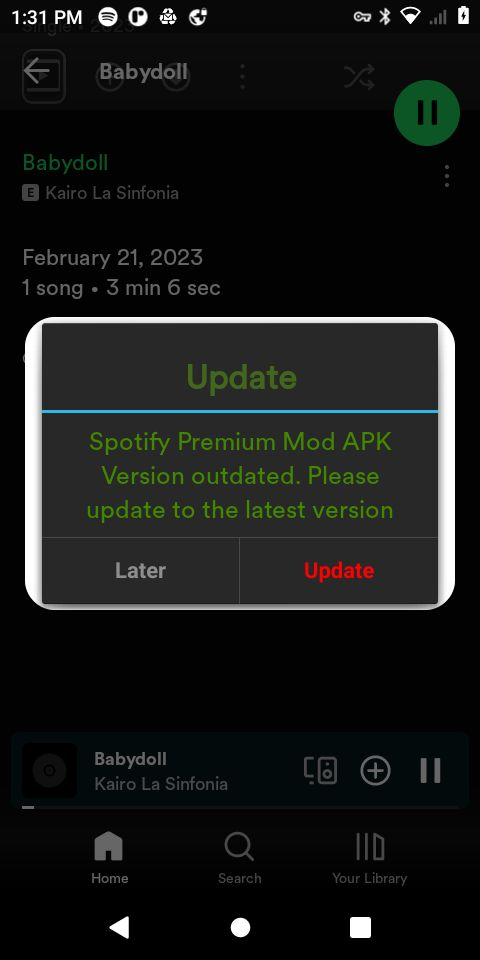 1:31 PM
Single • 2023
Babydoll
Babydoll
E Kairo La Sinfonia
February 21, 2023
1 song • 3 min 6 sec
Update
Spotify Premium Mod APK
Version outdated. Please
update to the latest version
Later
Update
Babydoll
Kairo La Sinfonia
Home
Search
Your Library